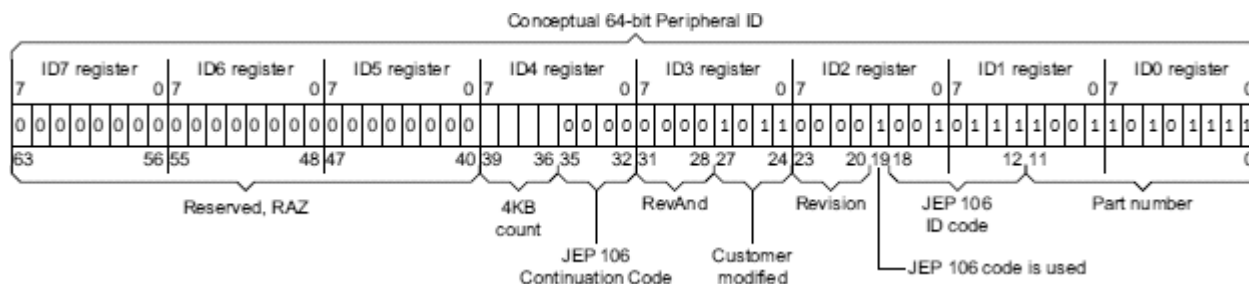 Conceptual 64-bit Peripheral ID
ID7 register ID6 register ID5 register ID4 register ID3 register ID2 register ID1 register ID0 register
7 0 7 0 7 0 7 0 7 0 7 0 7 0 7 0
0 0 0 0 0 0 0 0 0 0 0 0 0 0 0 0 0 0 0 0 0 0 0 0 0 0 0 0 0 0 0 0 1 0 1 1 0 0 0 0 1 0 0 1 0 1 1 1 1 0 0 1 1 0 1 0 1 1 1 1
63 56 55 48 47 40 39 36 35 32 31 28 27 24 23 20 19 18 12 11 0
Reserved, RAZ
4KB
count
RevAnd
Revision
JEP 106
ID code
Part number
JEP 106
Continuation Code
Customer
modified
JEP 106 code is used